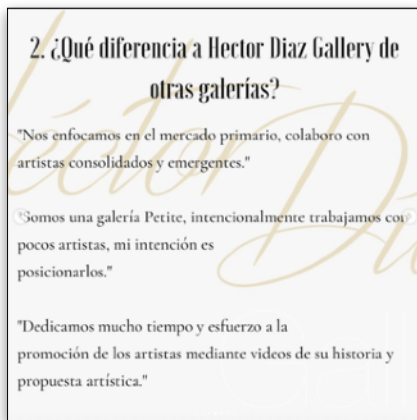 2. ¿Qué diferencia a Hector Diaz Gallery de
otras galerías?
"Nos enfocamos en el mercado primario, colaboro con
artistas consolidados y emergentes."
"Somos una galería Petite, intencionalmente trabajamos con
pocos artistas, mi intención es
posicionarlos."
"Dedicamos mucho tiempo y esfuerzo a la
promoción de los artistas mediante videos de su historia y
propuesta artística."